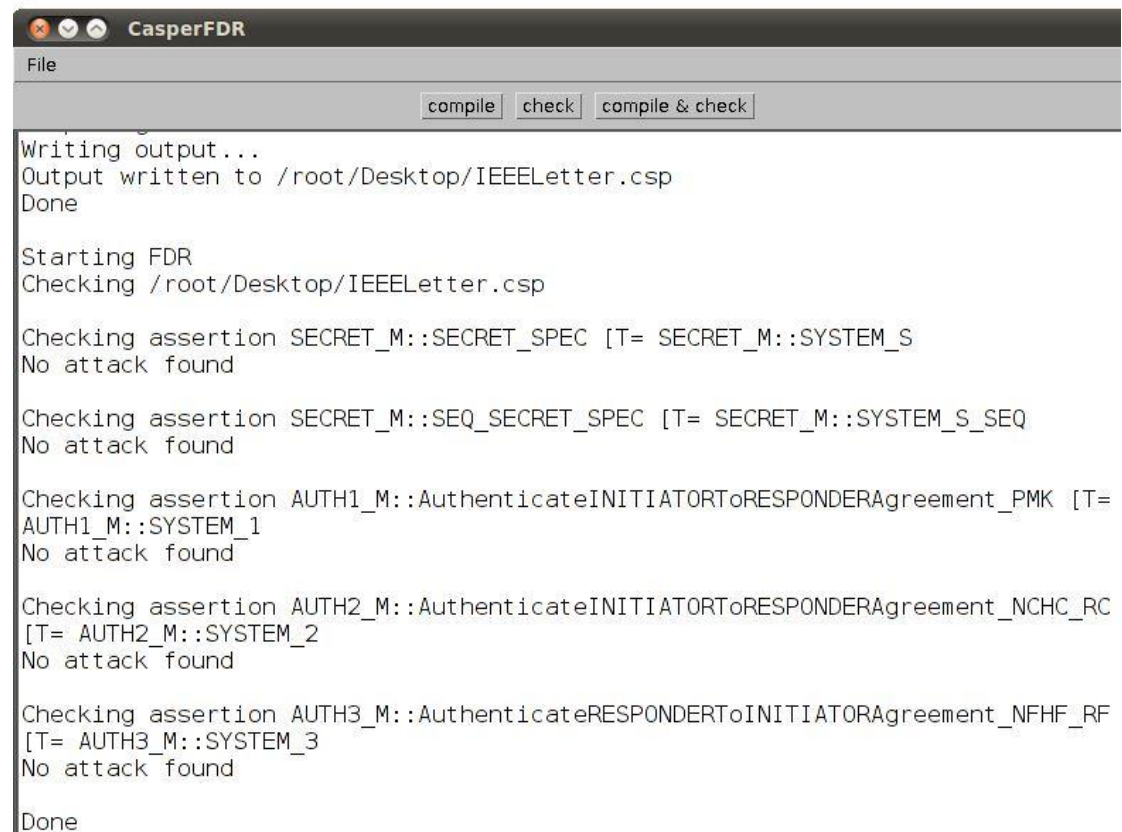 CasperFDR
File
compile check compile & check
Writing output...
Output written to /root/Desktop/IEEELetter.csp
Done
Starting FDR
Checking /root/Desktop/IEEELetter.csp
Checking assertion SECRET_M::SECRET_SPEC [T= SECRET_M::SYSTEM_S
No attack found
Checking assertion SECRET_M::SEQ_SECRET_SPEC [T= SECRET_M::SYSTEM_S_SEQ
No attack found
Checking assertion AUTH1_M::AuthenticateINITIATORToRESPONDERAgreement_PMK [T=
AUTH1_M::SYSTEM_1
No attack found
Checking assertion AUTH2_M::AuthenticateINITIATORToRESPONDERAgreement_NCHC_RC
[T= AUTH2_M::SYSTEM_2
No attack found
Checking assertion AUTH3_M::AuthenticateRESPONDERToINITIATORAgreement_NFHF_RF
[T= AUTH3_M::SYSTEM_3
No attack found
Done